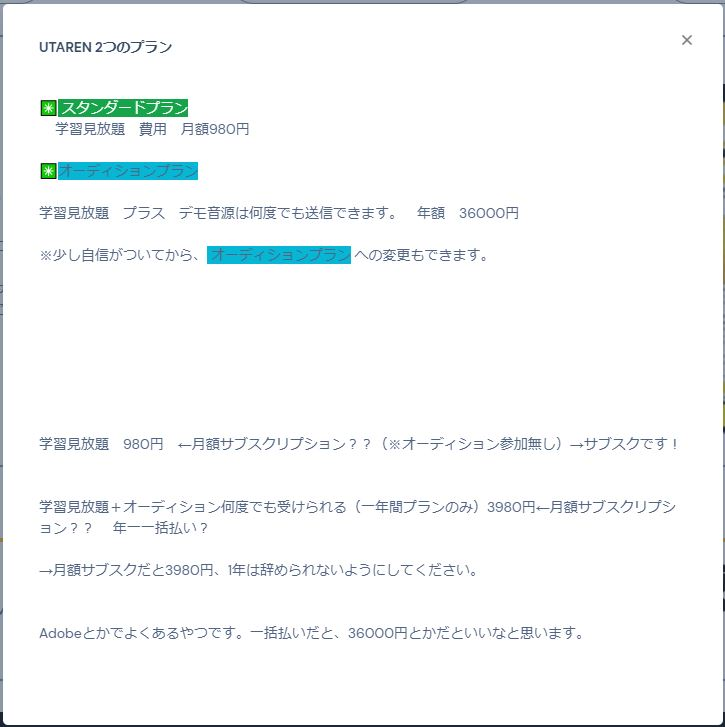 UTAREN 2つのプラン
✳ スタンダードプラン
学習見放題　費用　月額980円
✳オーディションプラン
学習見放題　プラス　デモ音源は何度でも送信できます。　年額　36000円
※少し自信がついてから、 オーディションプラン への変更もできます。
学習見放題　980円　←月額サブスクリプション？？（※オーディション参加無し）→サブスクです！
学習見放題＋オーディション何度でも受けられる（一年間プランのみ）3980円←月額サブスクリプシ
ョン？？　年一一括払い？
→月額サブスクだと3980円、1年は辞められないようにしてください。
Adobeとかでよくあるやつです。一括払いだと、36000円とかだといいなと思います。